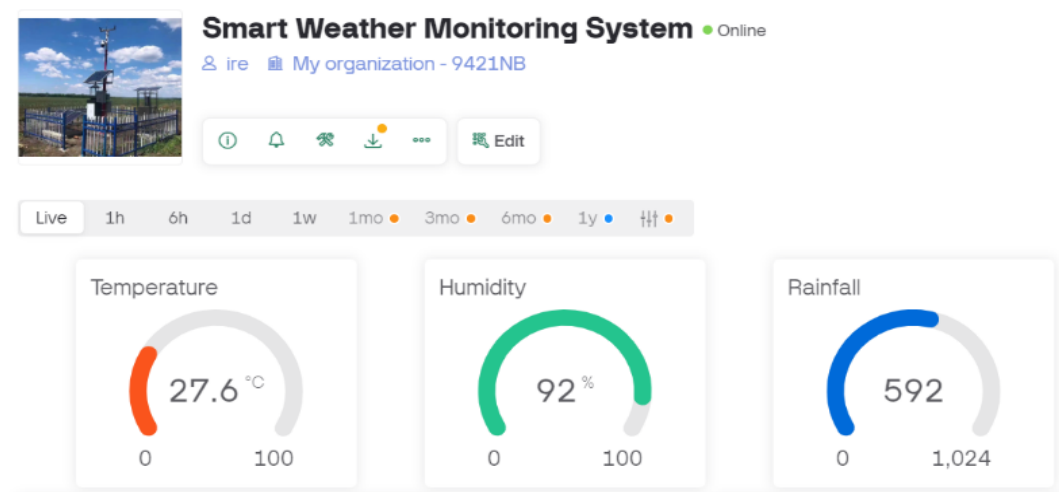 Smart Weather Monitoring System Online
ire My organization - 9421NB
Edit
Live 1h 6h 1d 1w 1mo 3mo 6mo 1y
Temperature Humidity Rainfall
27.6 °C 92 % 592
0 100 0 100 0 1,024